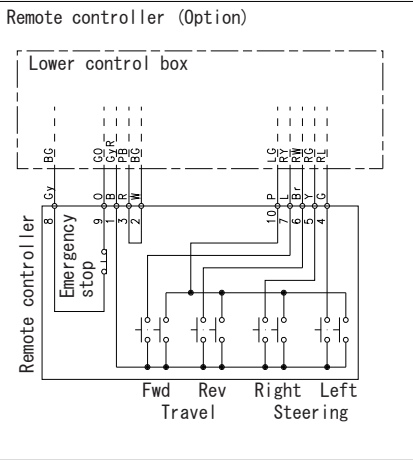 Remote controller (Option)
Lower control box
BG GO GyR PB BG LG RY RW RG RL
Gy O B R W P L Br Y G
8 9 1 3 2 10 7 6 5 4
Remote controller
Emergency
stop
Fwd Rev Right Left
Travel Steering